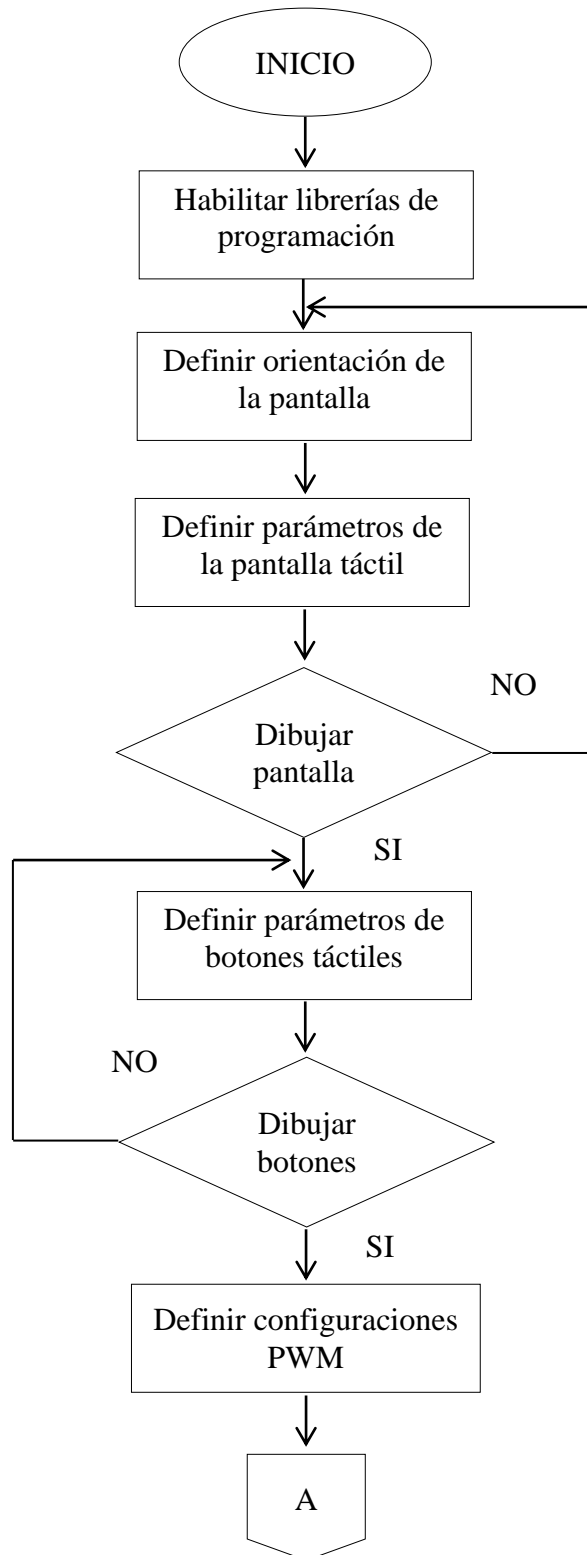 INICIO
Habilitar librerías de
programación
Definir orientación de
la pantalla
Definir parámetros de
la pantalla táctil
NO
Dibujar
pantalla
SI
Definir parámetros de
botones táctiles
NO
Dibujar
botones
SI
Definir configuraciones
PWM
A